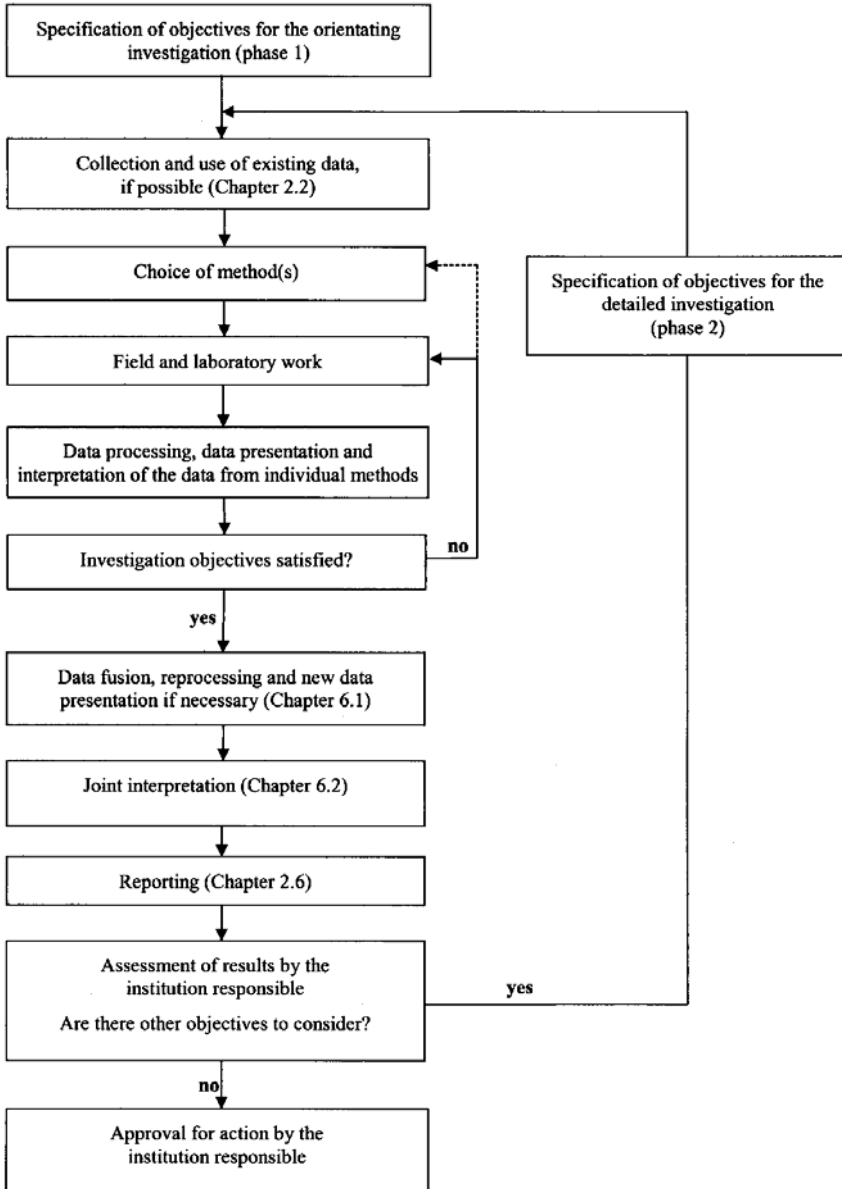 Specification of objectives for the orientating
investigation (phase 1)
Collection and use of existing data,
if possible (Chapter 2.2)
Choice of method(s)
Specification of objectives for the
detailed investigation
(phase 2)
Field and laboratory work
Data processing, data presentation and
interpretation of the data from individual methods
Investigation objectives satisfied?
no
yes
Data fusion, reprocessing and new data
presentation if necessary (Chapter 6.1)
Joint interpretation (Chapter 6.2)
Reporting (Chapter 2.6)
Assessment of results by the
institution responsible
Are there other objectives to consider?
yes
no
Approval for action by the
institution responsible